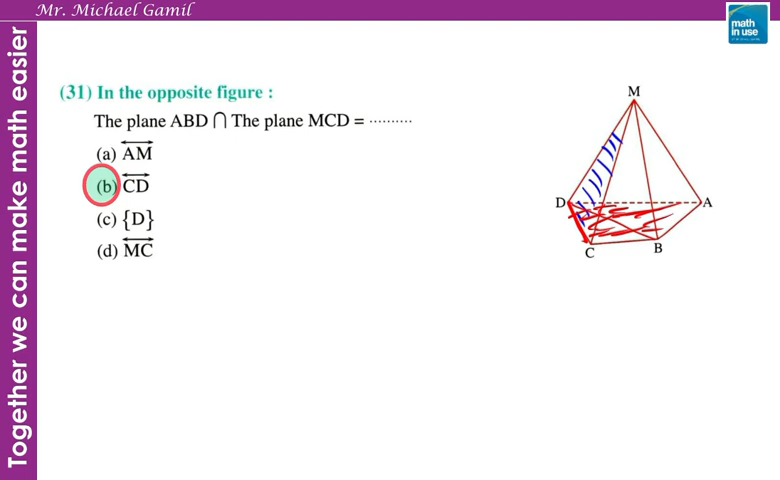 Mr. Michael Gamil
math
in use
Together we can make math easier
(31) In the opposite figure :
The plane ABD ⋂ The plane MCD = ··········
(a) AM
(b) CD
(c) {D}
(d) MC
M
D
A
C
B